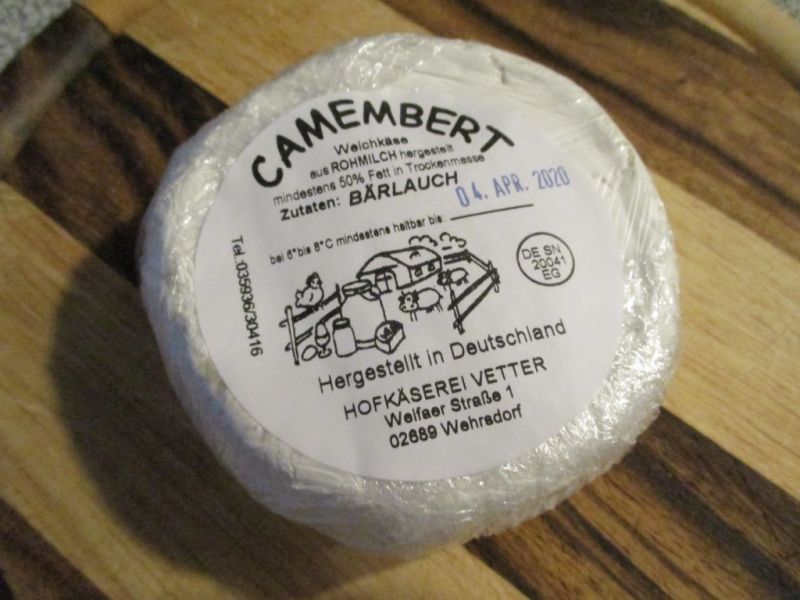 CAMEMBERT
Weichkäse
aus ROHMILCH hergestellt
mindestens 50% Fett in Trockenmasse
Zutaten: BÄRLAUCH
04. APR. 2020
bei 6° bis 8°C mindestens haltbar bis:
DE SN
20041
EG
Tel.:035936/30416
Hergestellt in Deutschland
HOFKÄSEREI VETTER
Weifaer Straße 1
02689 Wehrsdorf